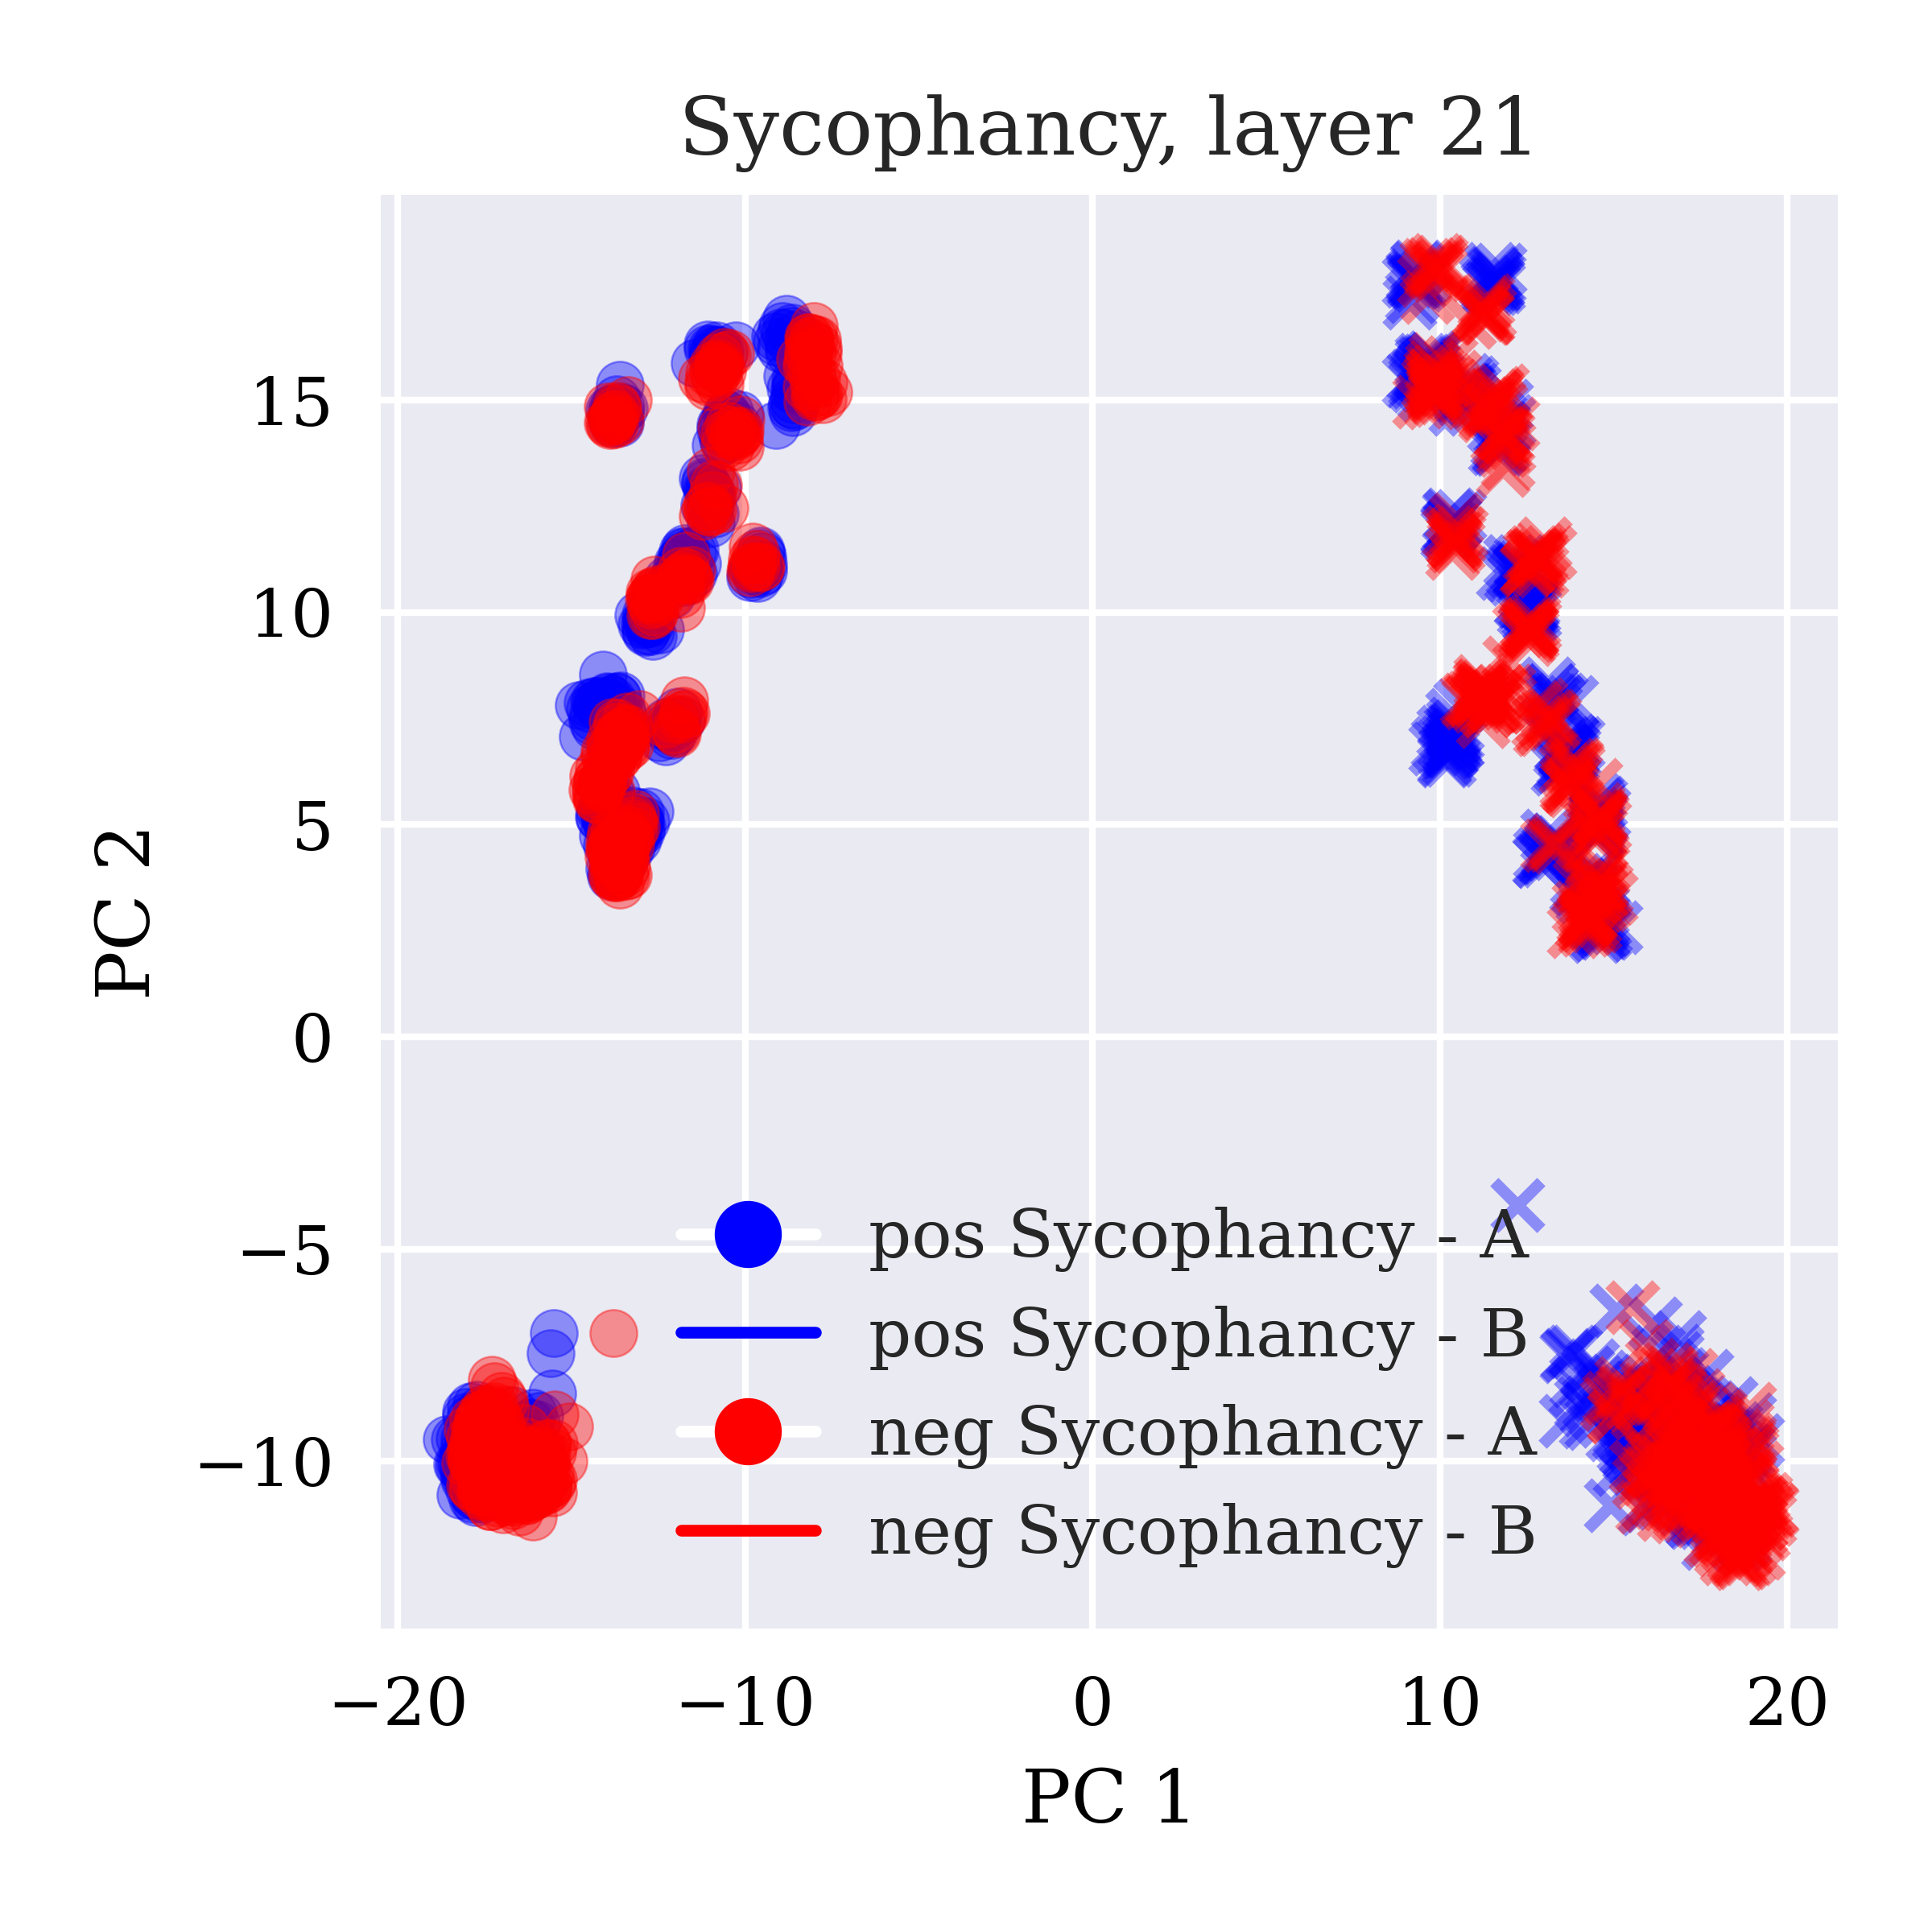 Sycophancy, layer 21
15
10
5
0
−5
−10
PC 2
pos Sycophancy - A
pos Sycophancy - B
neg Sycophancy - A
neg Sycophancy - B
−20 −10 0 10 20
PC 1